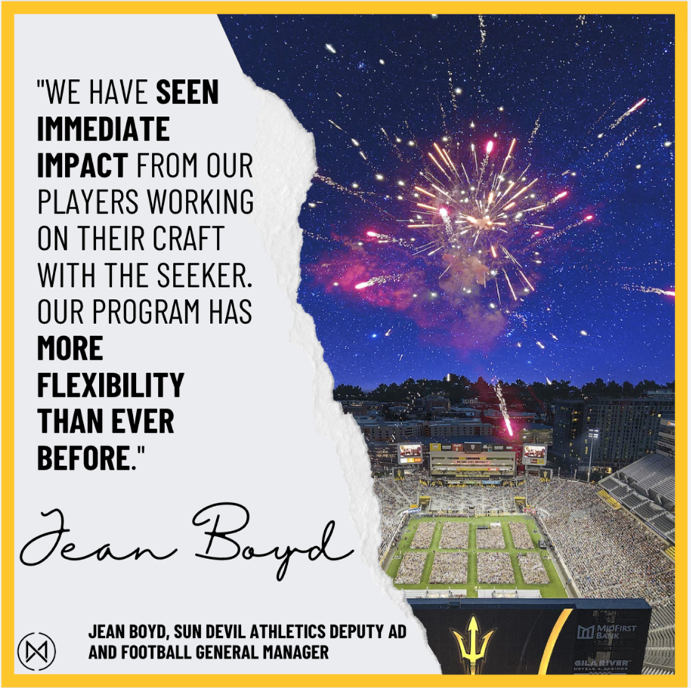 "WE HAVE SEEN
IMMEDIATE
IMPACT FROM OUR
PLAYERS WORKING
ON THEIR CRAFT
WITH THE SEEKER.
OUR PROGRAM HAS
MORE
FLEXIBILITY
THAN EVER
BEFORE."
Jean Boyd
JEAN BOYD, SUN DEVIL ATHLETICS DEPUTY AD
AND FOOTBALL GENERAL MANAGER
MIDFIRST
BANK
GILA RIVER